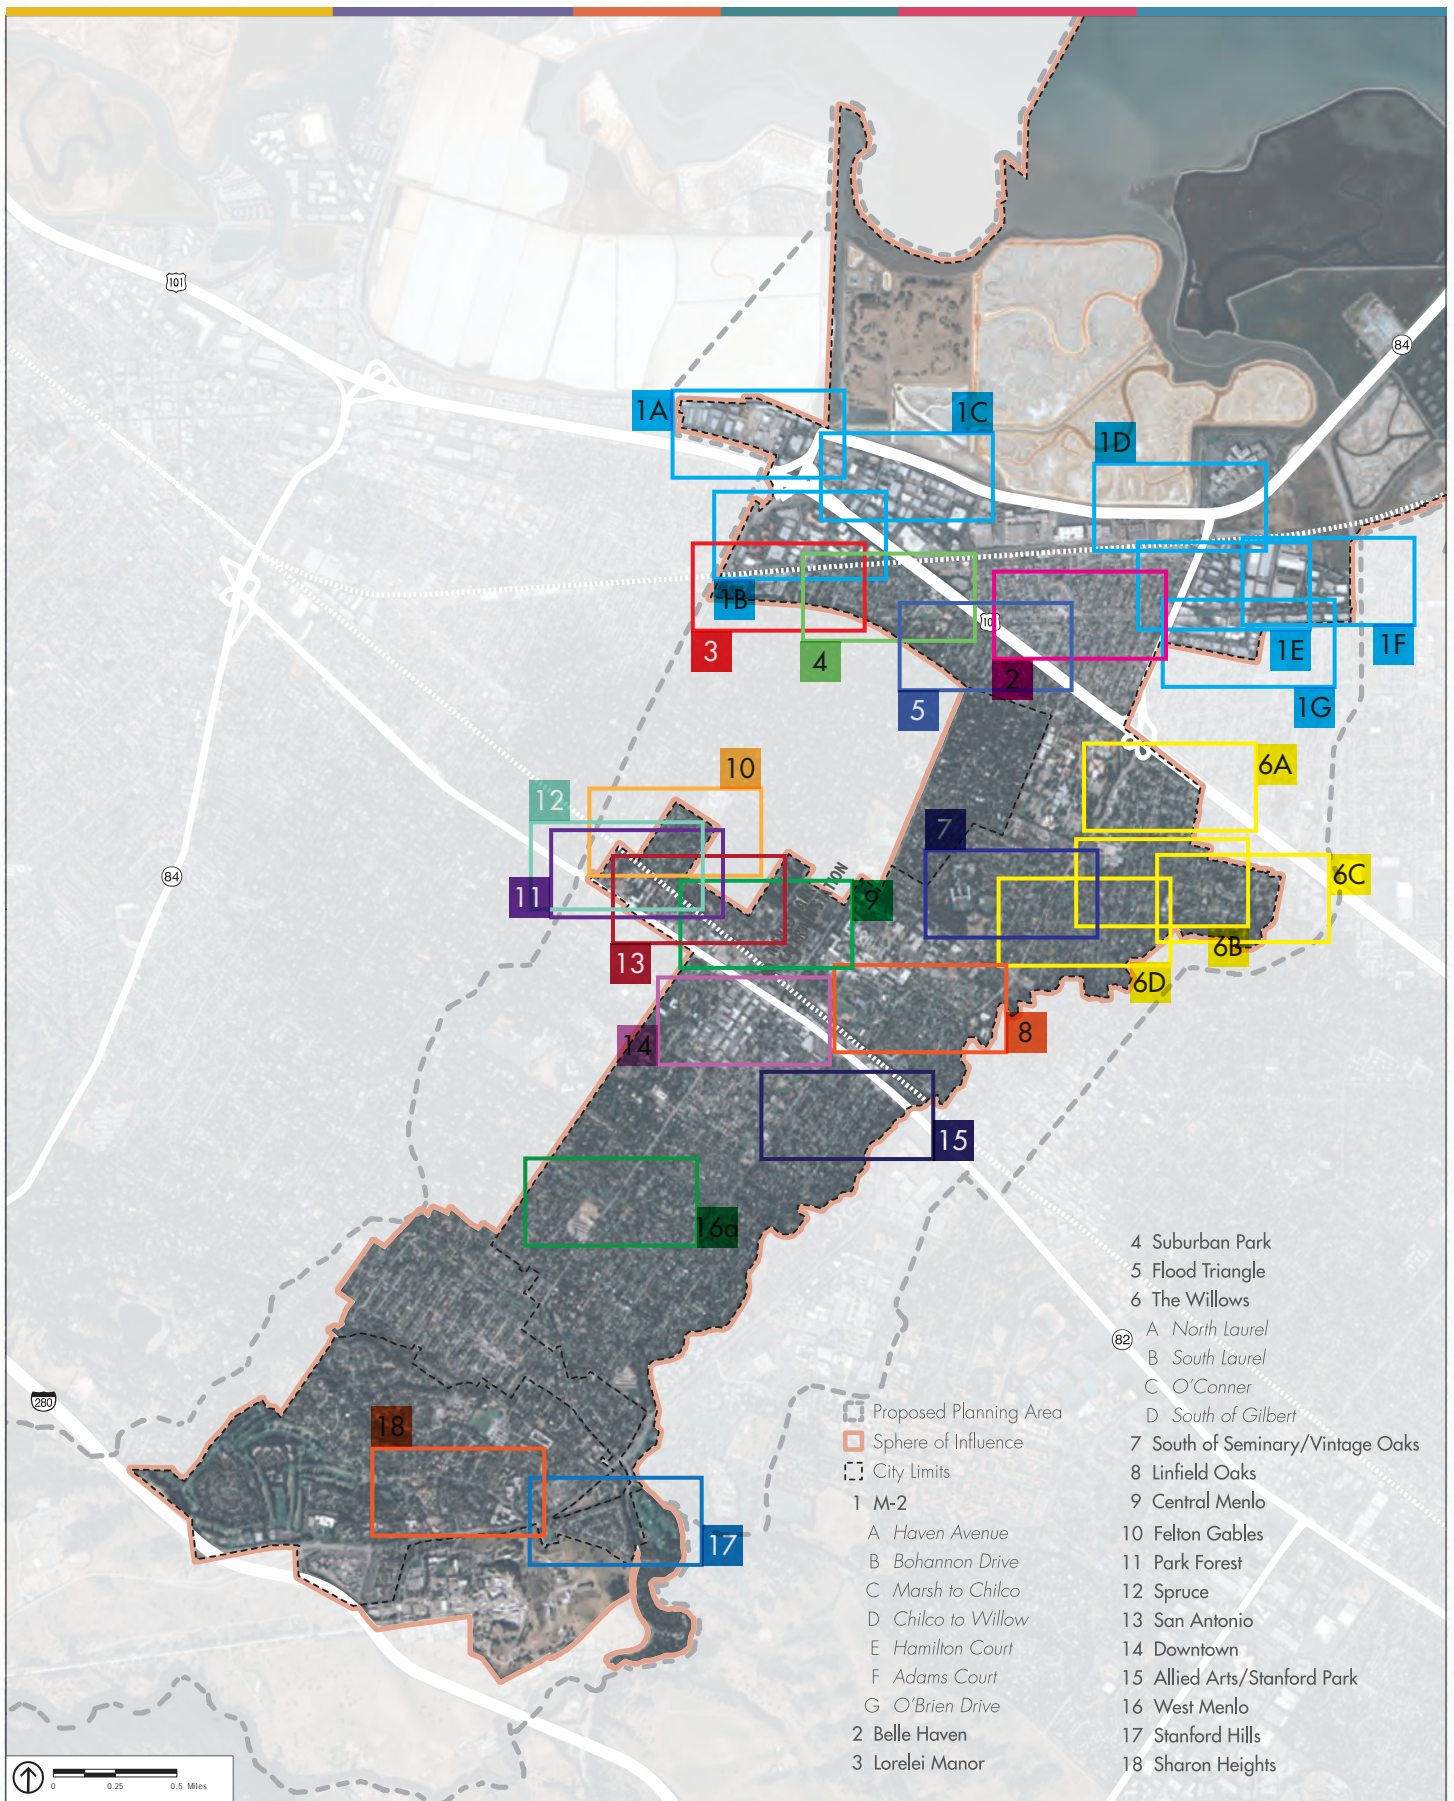 101
84
1A
1C
1D
1B
3
4
101
2
5
1E
1F
1G
10
12
6A
7
11
9
TION
6C
6B
13
6D
14
8
15
16a
84
82
280
18
17
Proposed Planning Area
Sphere of Influence
City Limits
1 M-2
A Haven Avenue
B Bohannon Drive
C Marsh to Chilco
D Chilco to Willow
E Hamilton Court
F Adams Court
G O'Brien Drive
2 Belle Haven
3 Lorelei Manor
4 Suburban Park
5 Flood Triangle
6 The Willows
A North Laurel
B South Laurel
C O'Conner
D South of Gilbert
7 South of Seminary/Vintage Oaks
8 Linfield Oaks
9 Central Menlo
10 Felton Gables
11 Park Forest
12 Spruce
13 San Antonio
14 Downtown
15 Allied Arts/Stanford Park
16 West Menlo
17 Stanford Hills
18 Sharon Heights
0 0.25 0.5 Miles